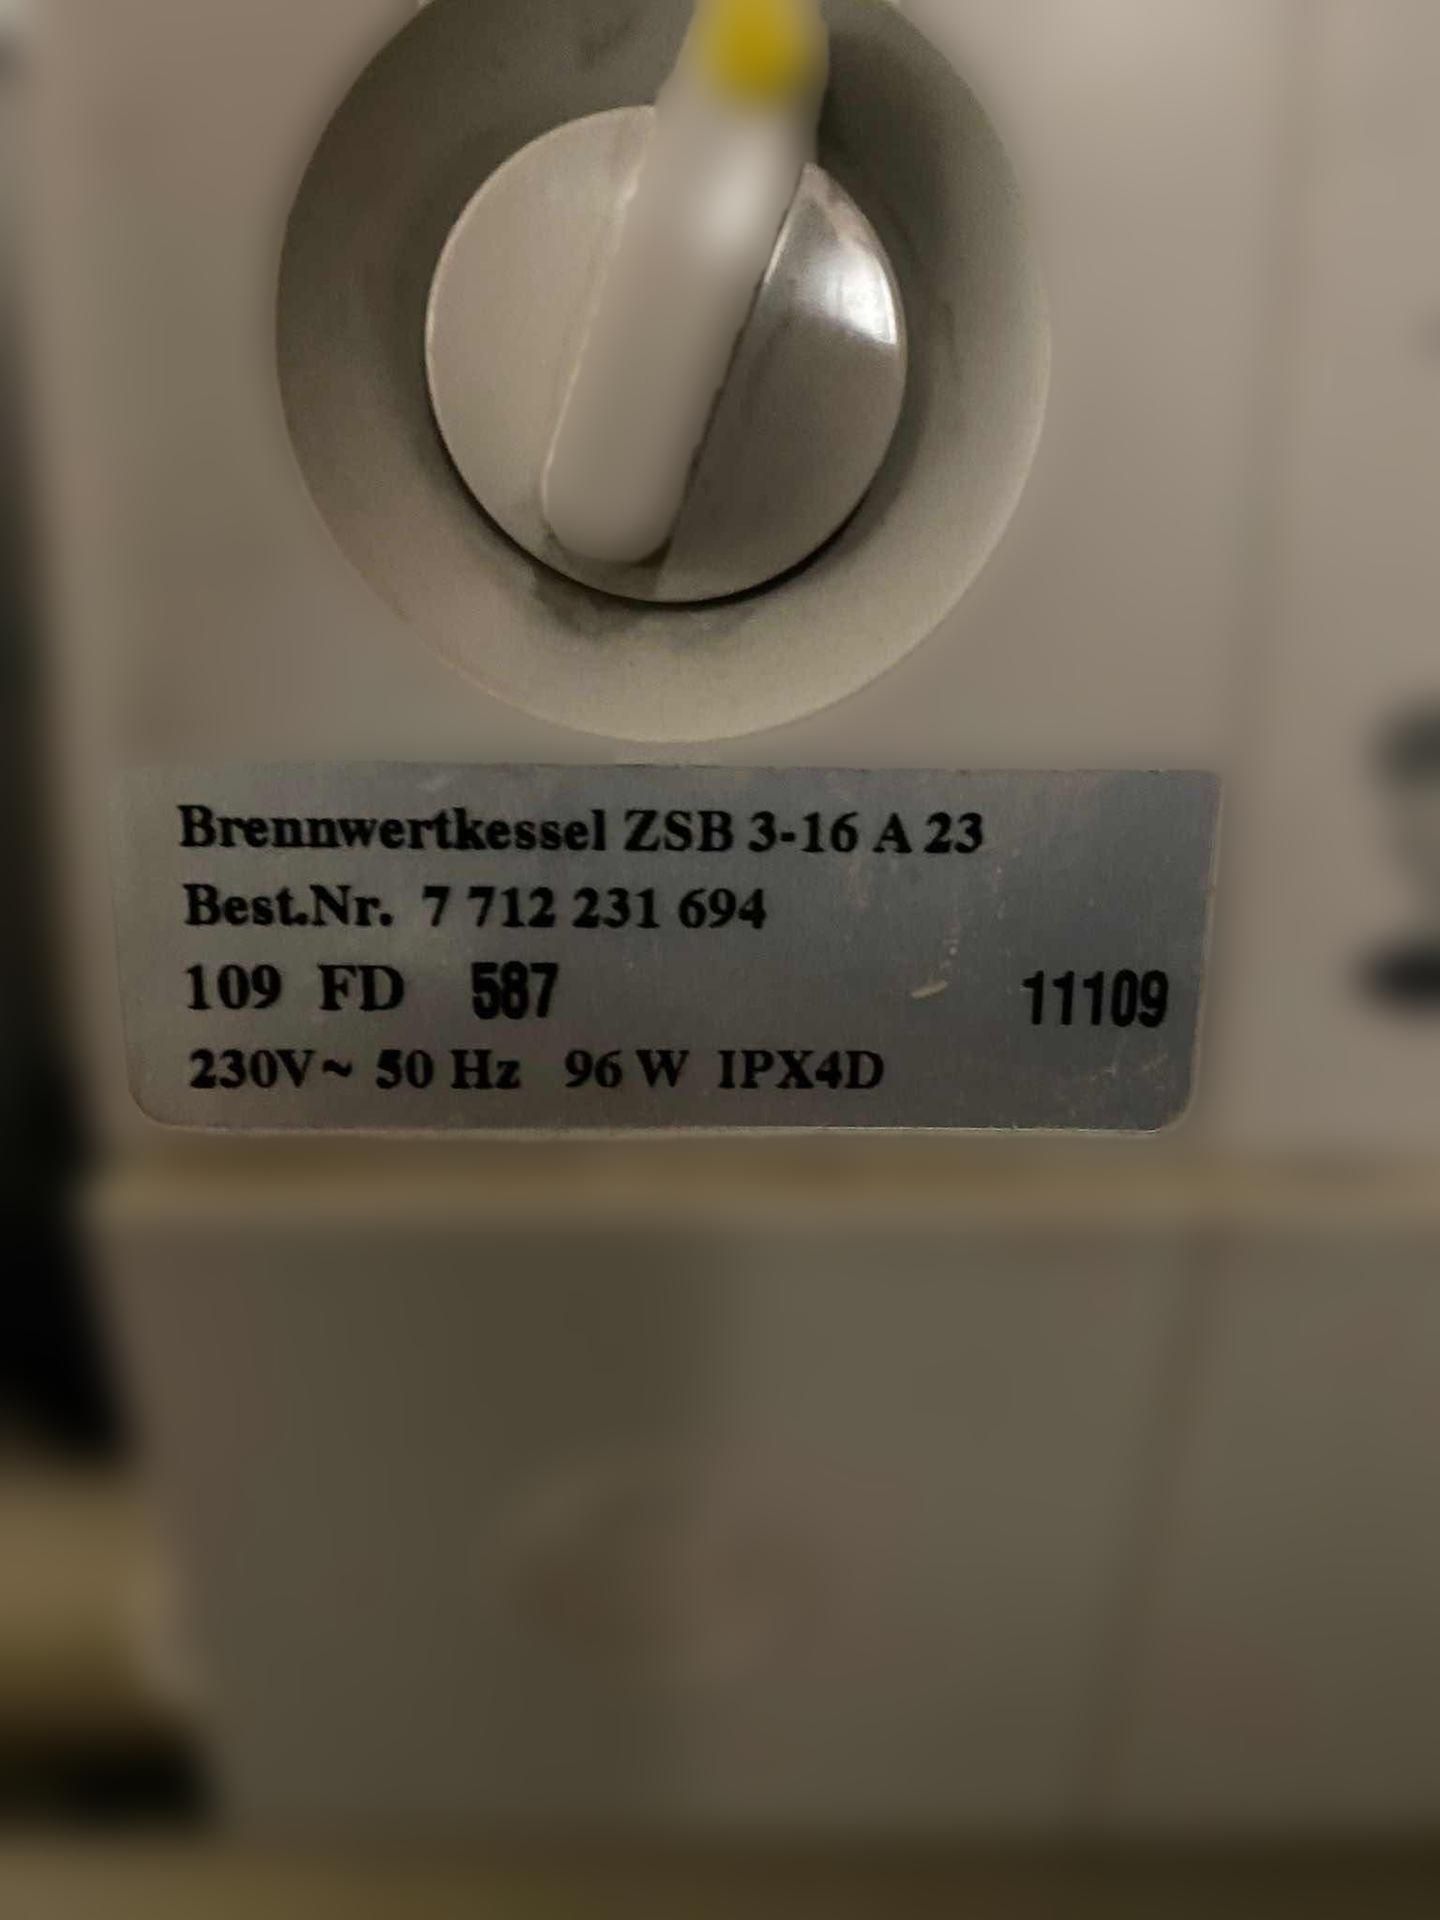 Brennwertkessel ZSB 3-16 A 23
Best.Nr. 7 712 231 694
109 FD 587 11109
230V~ 50 Hz 96 W IPX4D